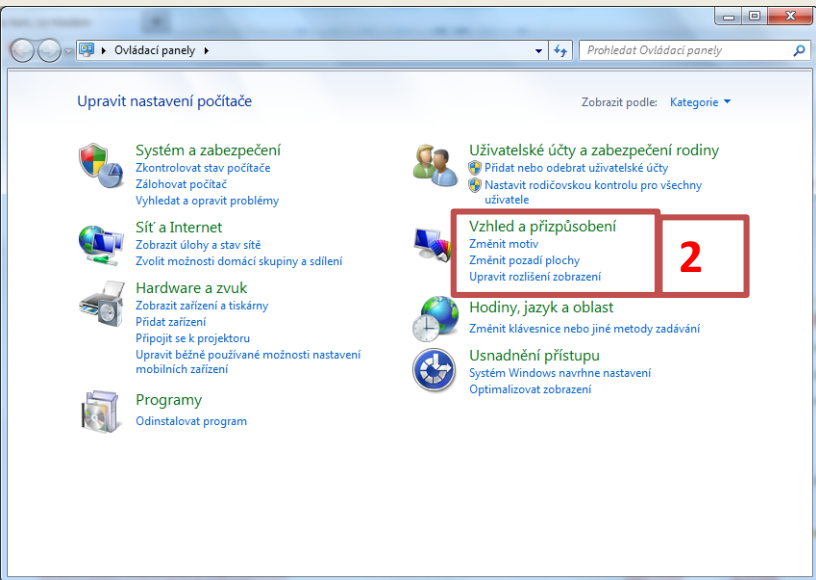 Ovládací panely
Prohledat Ovládací panely
Upravit nastavení počítače
Zobrazit podle: Kategorie
Systém a zabezpečení
Zkontrolovat stav počítače
Zálohovat počítač
Vyhledat a opravit problémy
Síť a Internet
Zobrazit úlohy a stav sítě
Zvolit možnosti domácí skupiny a sdílení
Hardware a zvuk
Zobrazit zařízení a tiskárny
Přidat zařízení
Připojit se k projektoru
Upravit běžně používané možnosti nastavení
mobilních zařízení
Programy
Odinstalovat program
Uživatelské účty a zabezpečení rodiny
Přidat nebo odebrat uživatelské účty
Nastavit rodičovskou kontrolu pro všechny
uživatele
Vzhled a přizpůsobení
Změnit motiv
Změnit pozadí plochy
Upravit rozlišení zobrazení
2
Hodiny, jazyk a oblast
Změnit klávesnice nebo jiné metody zadávání
Usnadnění přístupu
Systém Windows navrhne nastavení
Optimalizovat zobrazení